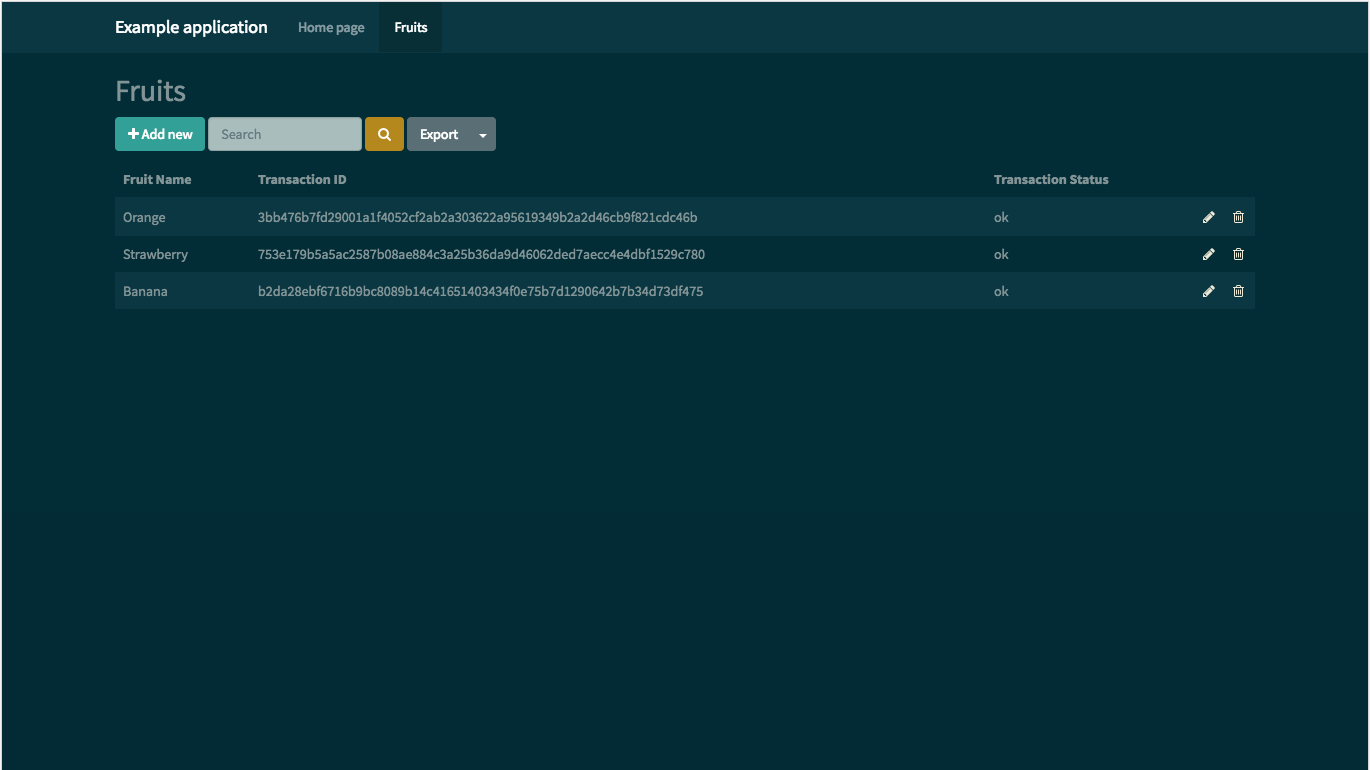 Example application Home page Fruits
Fruits
Add new Search Export
Fruit Name Transaction ID Transaction Status
Orange 3bb476b7fd29001a1f4052cf2ab2a303622a95619349b2a2d46cb9f821cdc46b ok
Strawberry 753e179b5a5ac2587b08ae884c3a25b36da9d46062ded7aecc4e4dbf1529c780 ok
Banana b2da28ebf6716b9bc8089b14c41651403434f0e75b7d1290642b7b34d73df475 ok